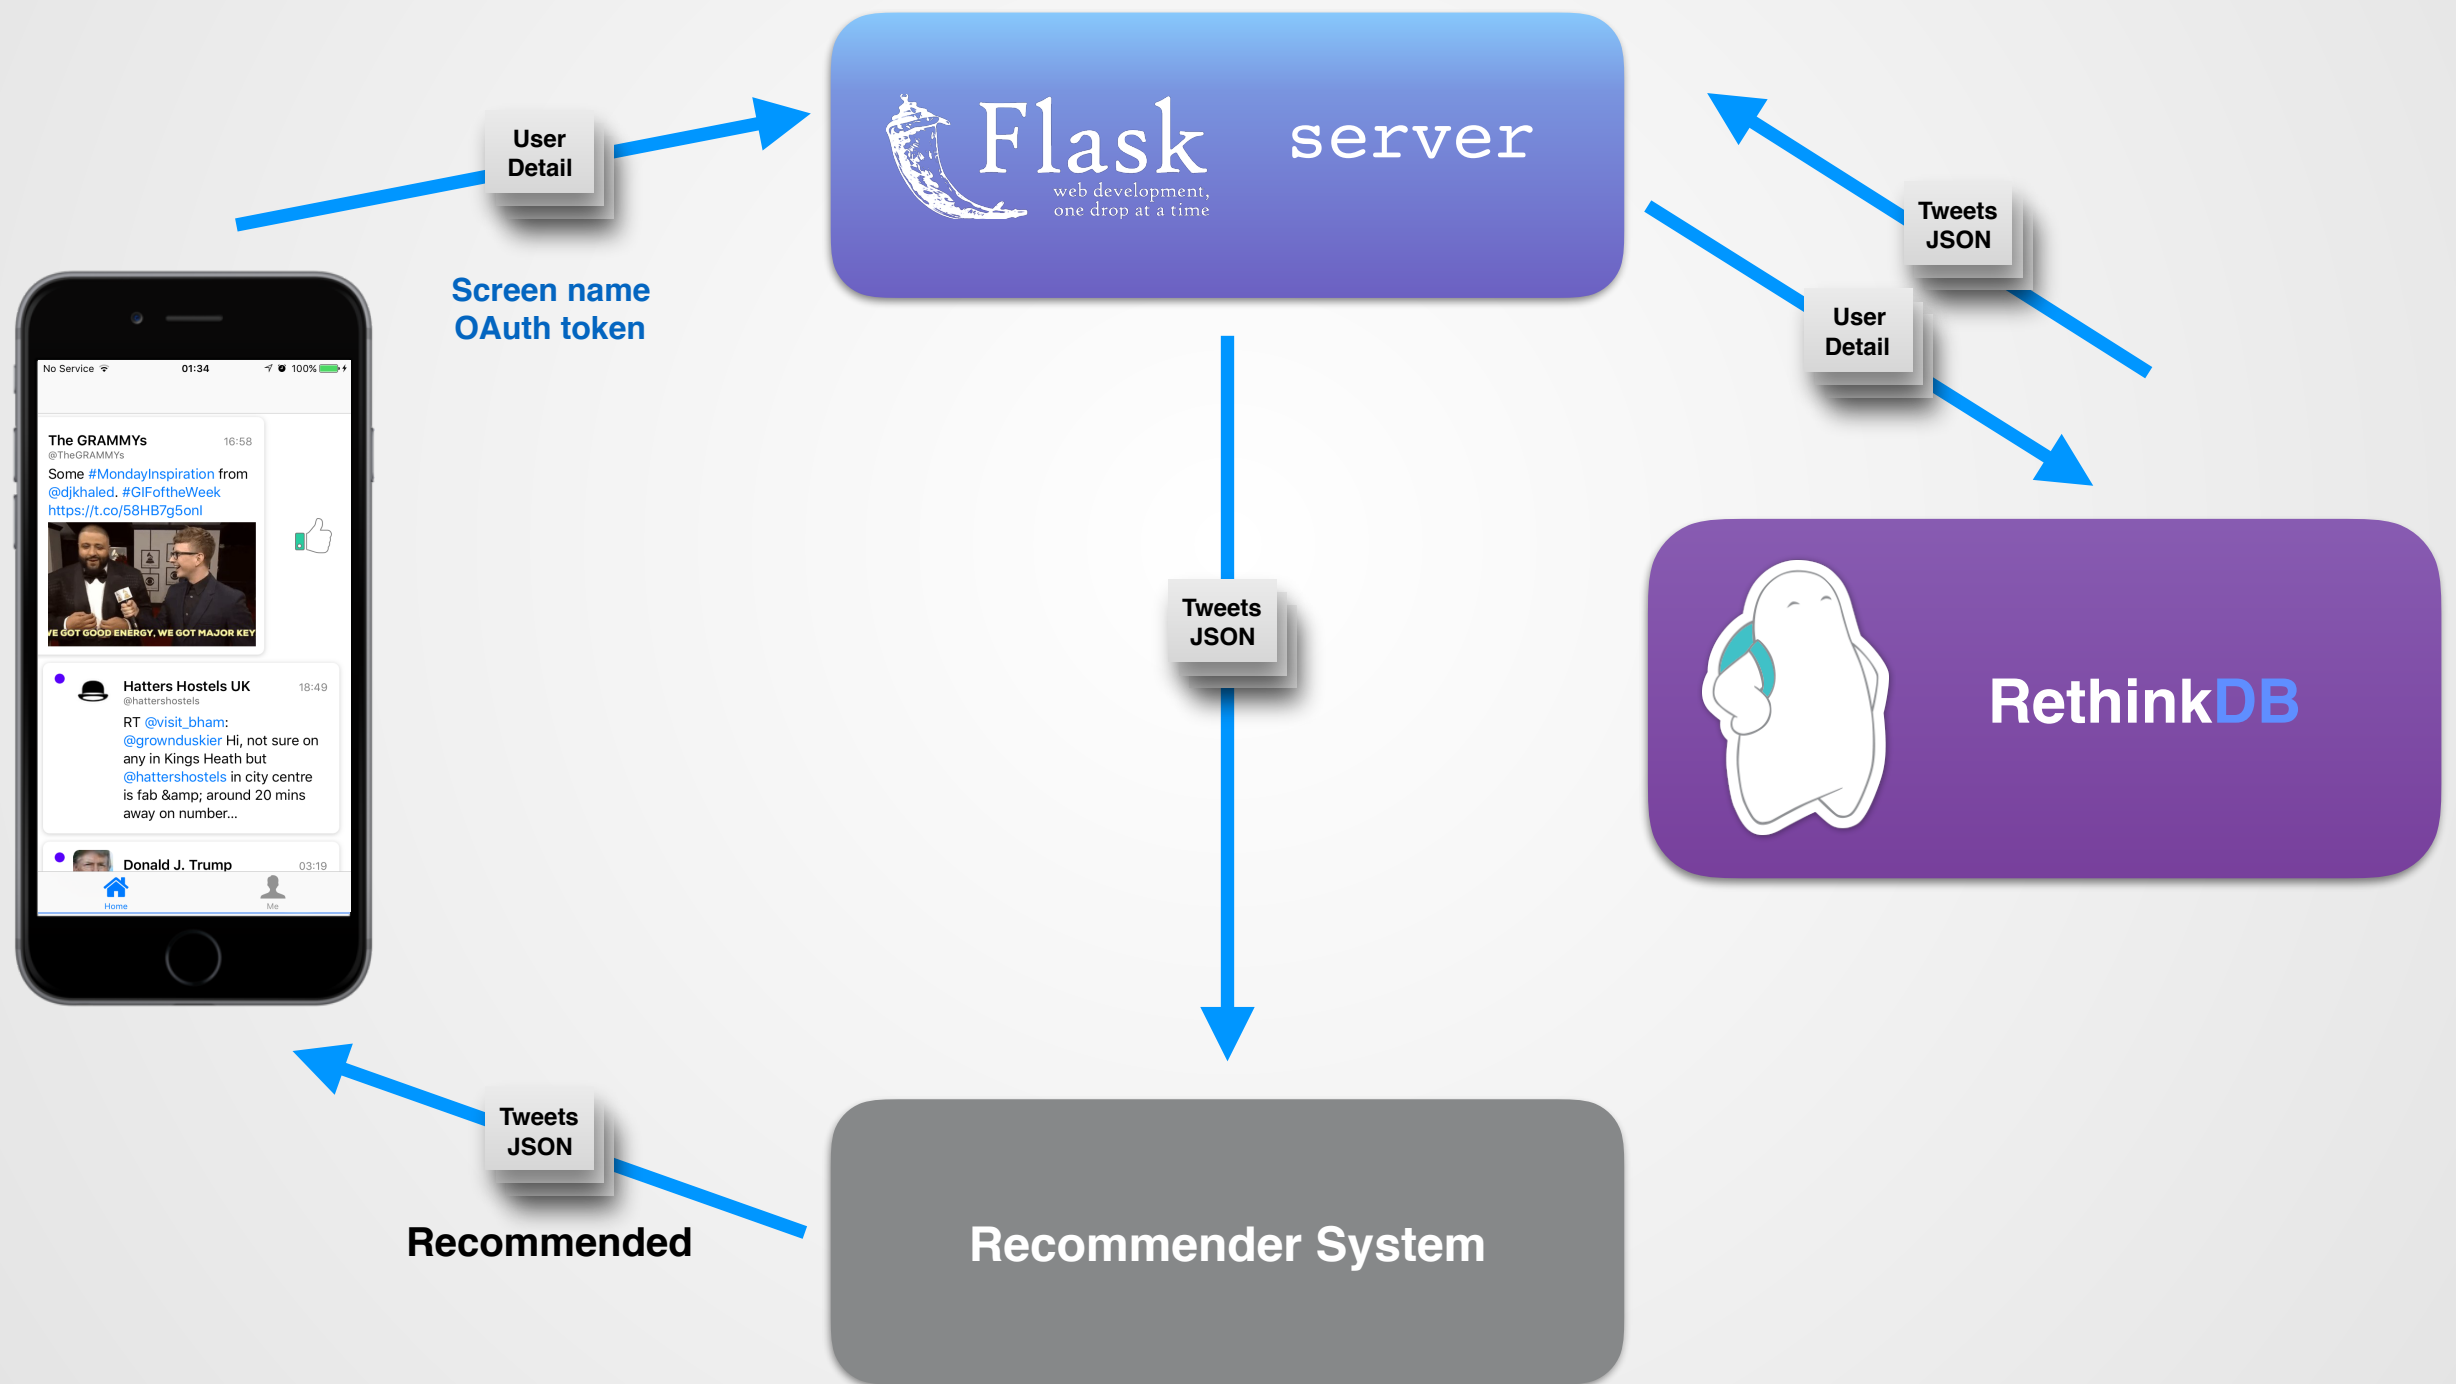 User
Detail
Screen name
OAuth token
Flask
web development,
one drop at a time
server
Tweets
JSON
User
Detail
No Service
01:34
100%
The GRAMMYs
16:58
@TheGRAMMYs
Some #MondayInspiration from
@djkhaled. #GIFoftheWeek
https://t.co/58HB7g5onI
VE GOT GOOD ENERGY, WE GOT MAJOR KEY
Hatters Hostels UK
18:49
@hattershostels
RT @visit_bham:
@grownduskier Hi, not sure on
any in Kings Heath but
@hattershostels in city centre
is fab &amp; around 20 mins
away on number...
Donald J. Trump
03:19
Home
Me
Tweets
JSON
RethinkDB
Tweets
JSON
Recommended
Recommender System